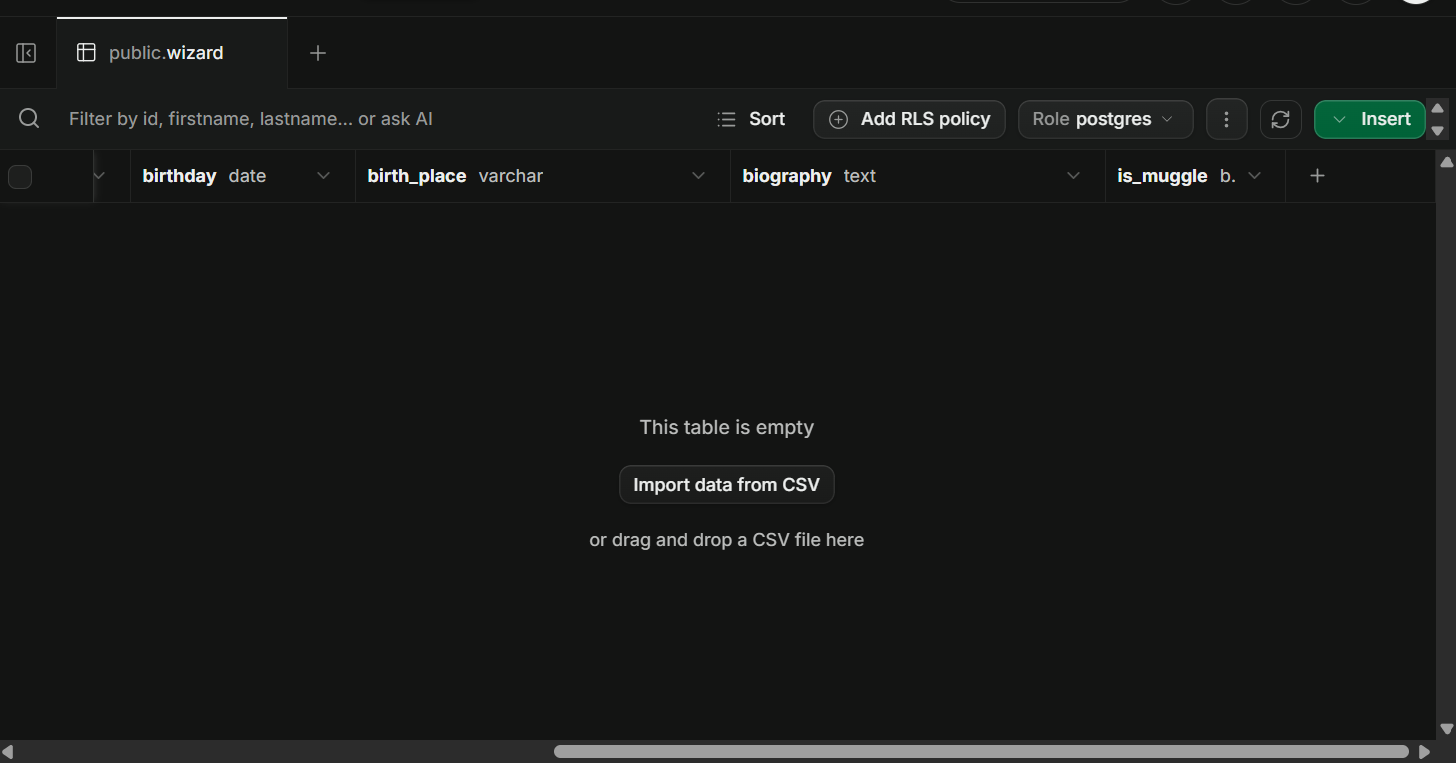 public.wizard
Filter by id, firstname, lastname... or ask AI Sort Add RLS policy Role postgres Insert
birthday date birth_place varchar biography text is_muggle b.
This table is empty
Import data from CSV
or drag and drop a CSV file here